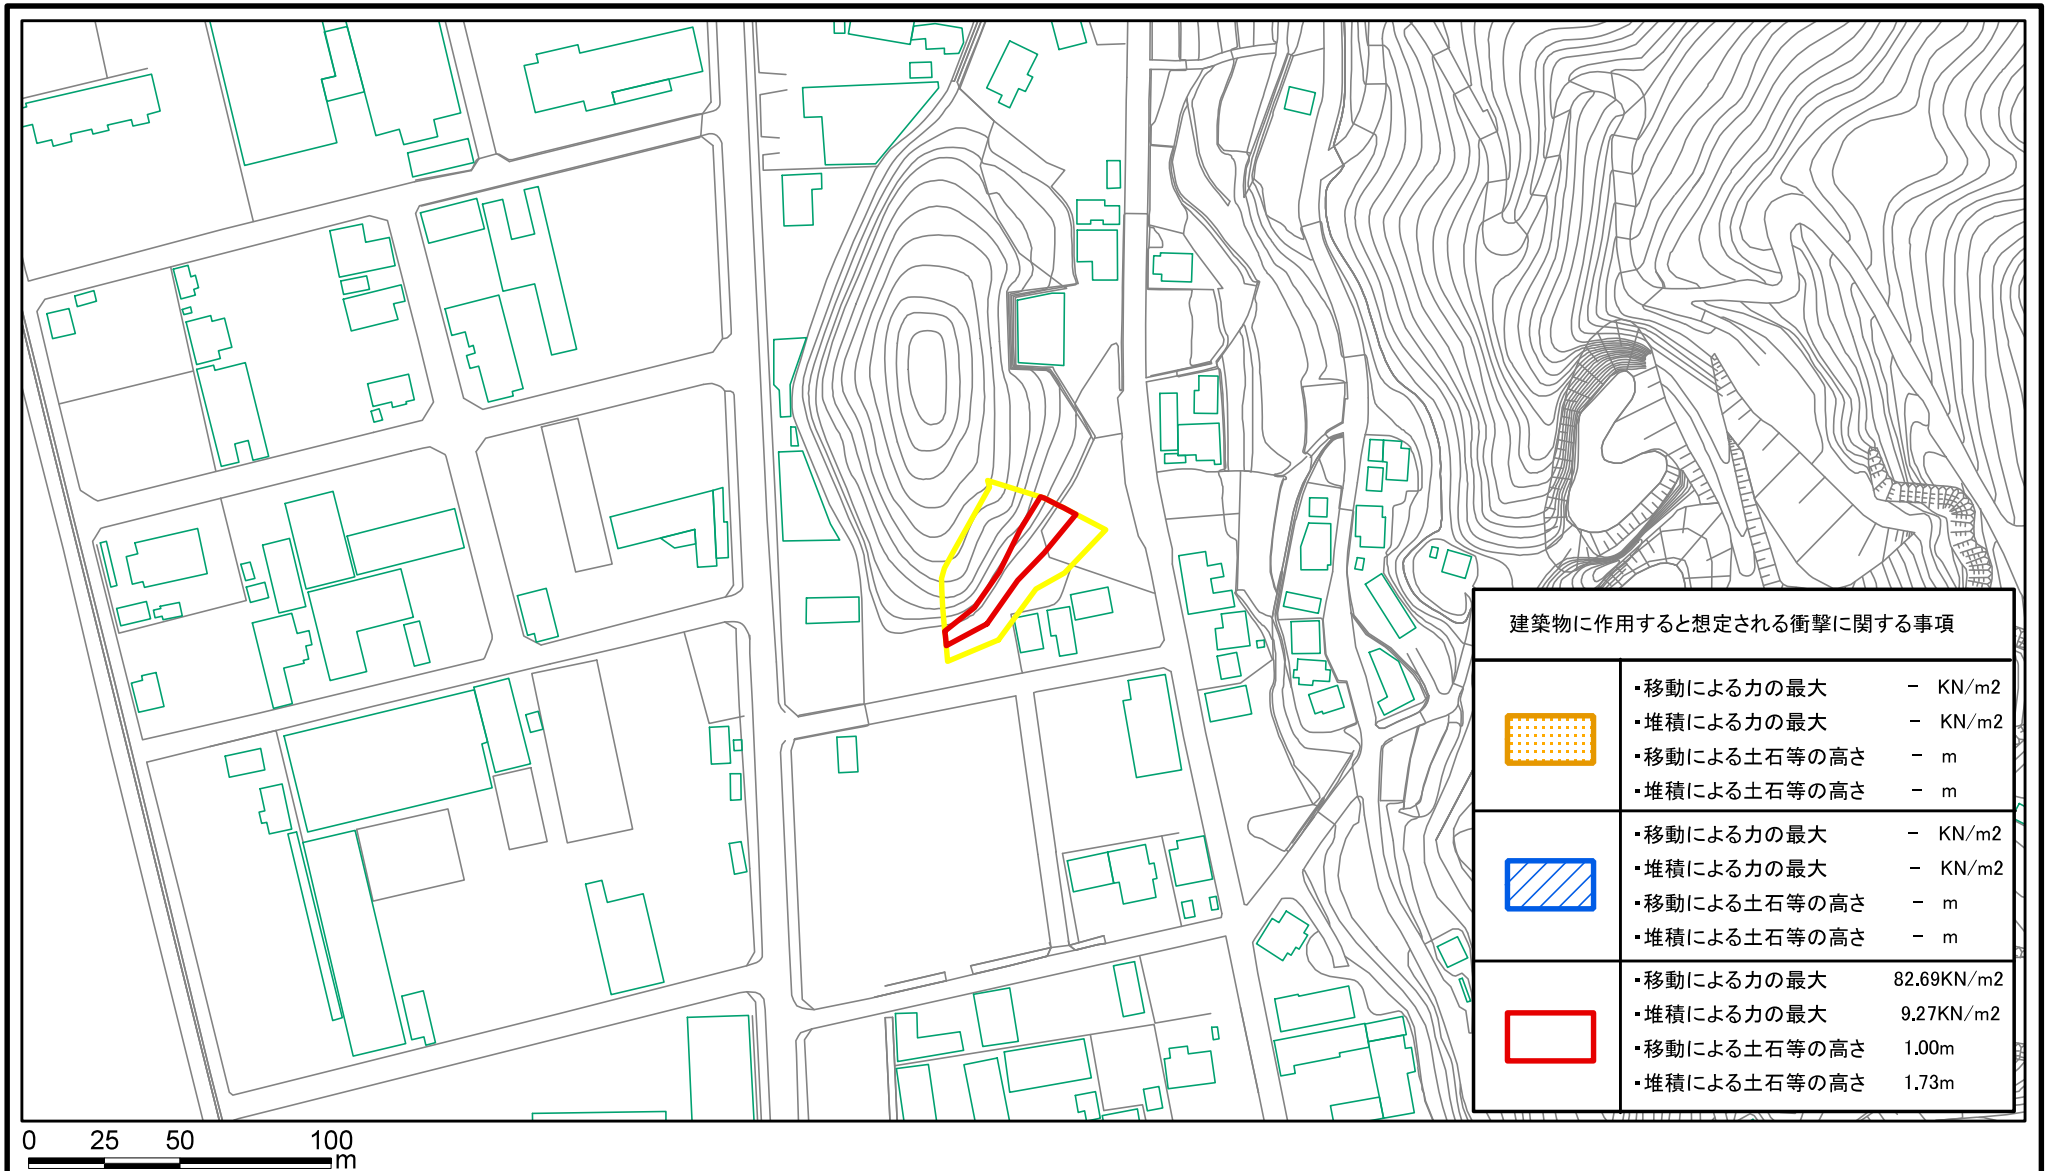 建築物に作用すると想定される衝撃に関する事項
・移動による力の最大 － KN/m2
・堆積による力の最大 － KN/m2
・移動による土石等の高さ － m
・堆積による土石等の高さ － m
・移動による力の最大 － KN/m2
・堆積による力の最大 － KN/m2
・移動による土石等の高さ － m
・堆積による土石等の高さ － m
・移動による力の最大 82.69KN/m2
・堆積による力の最大 9.27KN/m2
・移動による土石等の高さ 1.00m
・堆積による土石等の高さ 1.73m
0 25 50 100
m